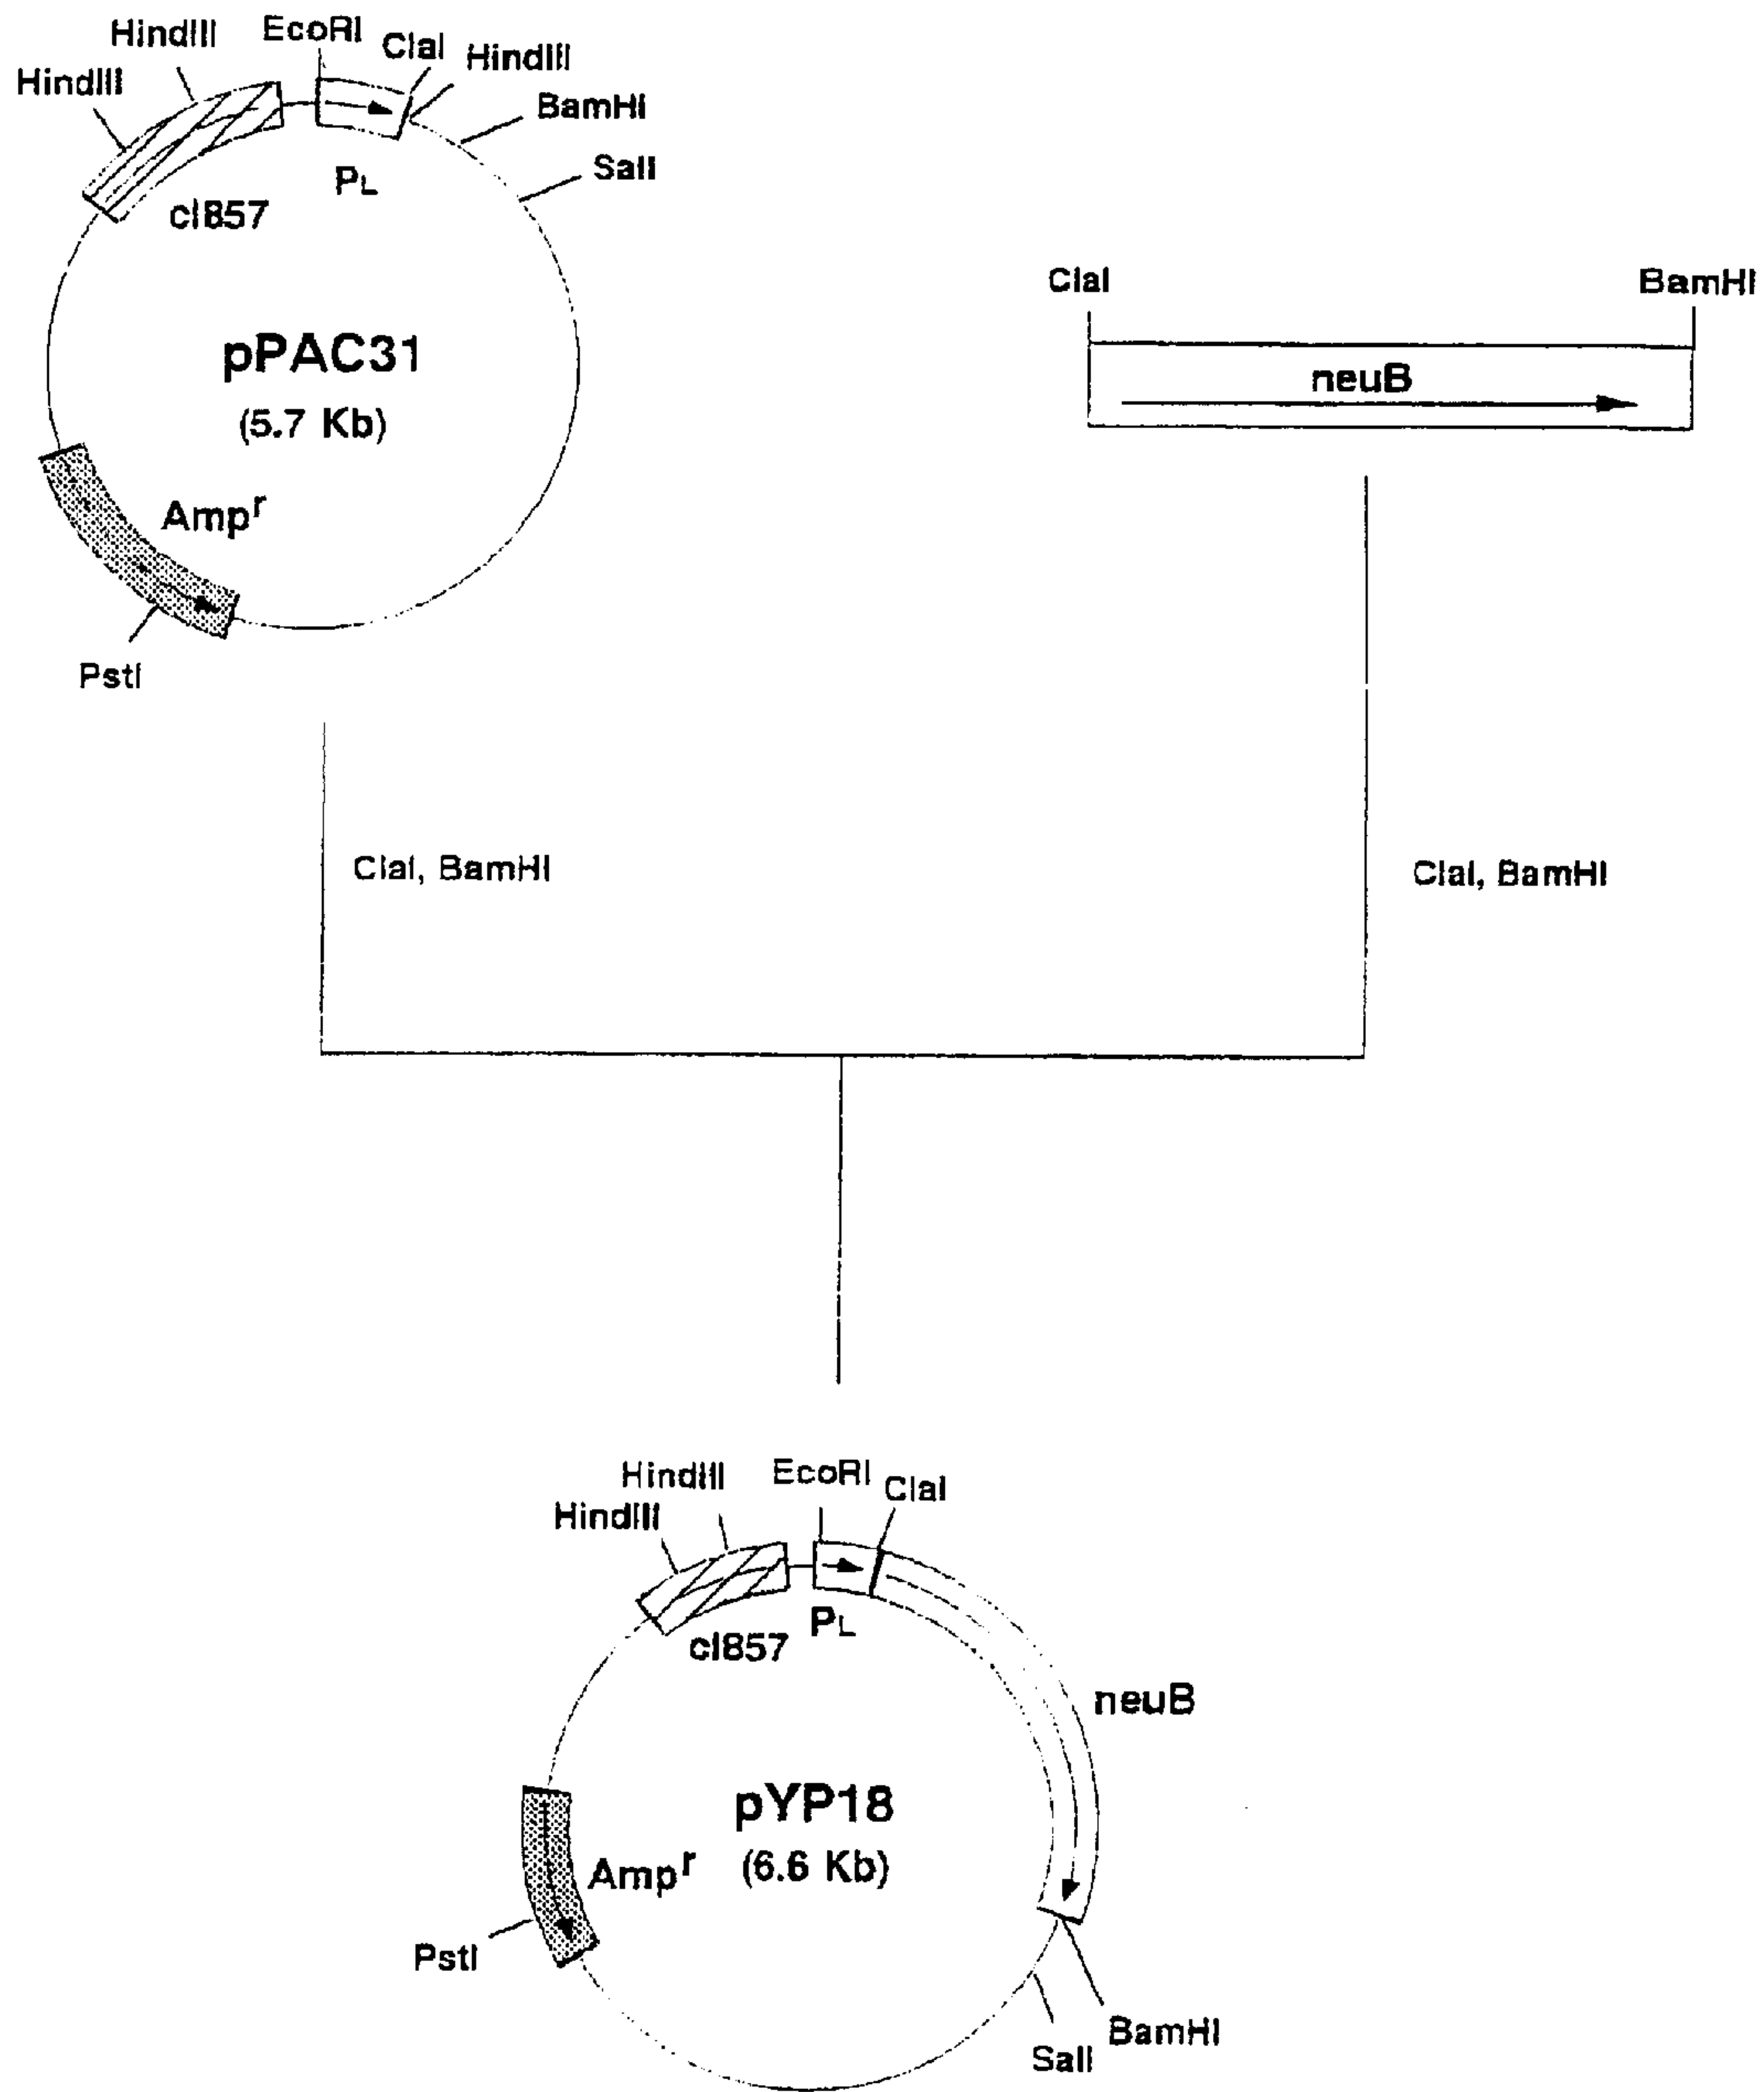 HindIII
HindIII
EcoRI
ClaI
HindIII
BamHI
SalI
PL
cI857
pPAC31
(5.7 Kb)
Ampr
PstI
ClaI
BamHI
neuB
ClaI, BamHI
ClaI, BamHI
HindIII
HindIII
EcoRI
ClaI
PL
cI857
neuB
pYP18
(6.6 Kb)
Ampr
PstI
BamHI
SalI